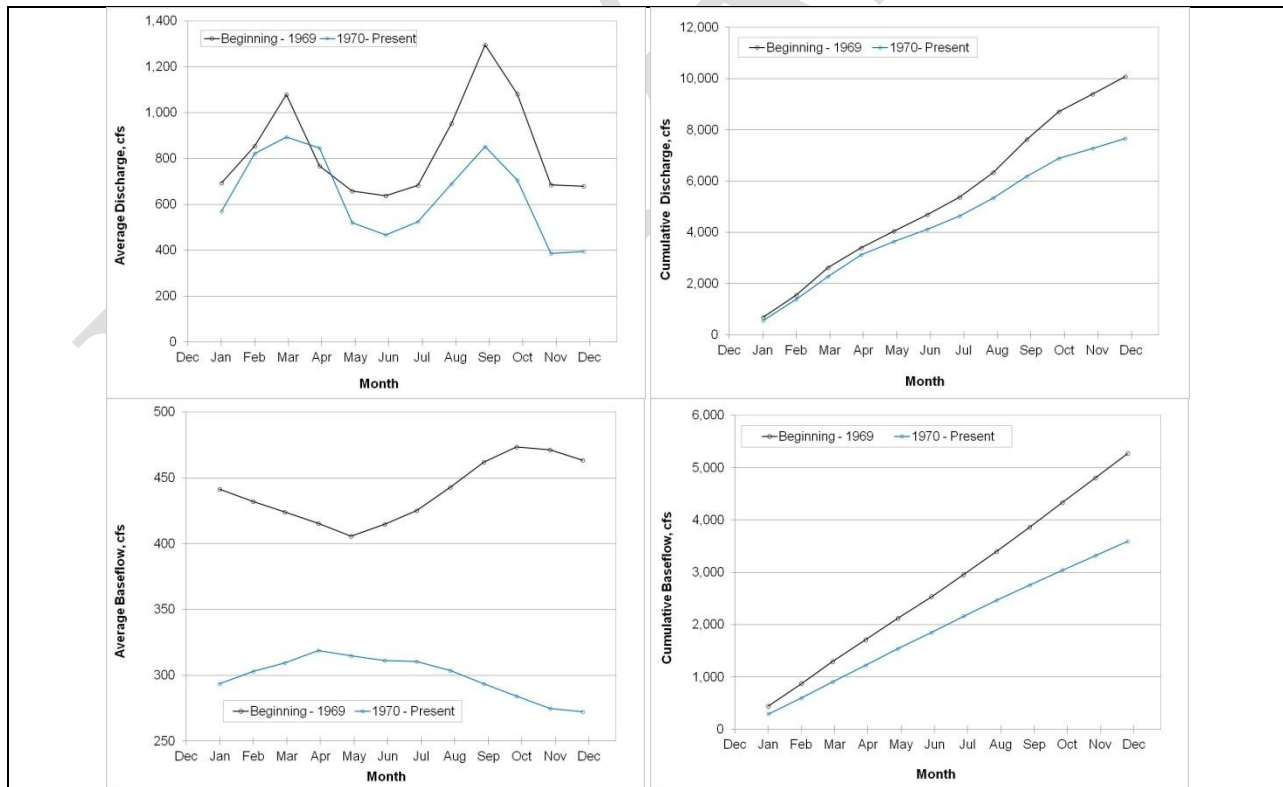 1,400
1,200
1,000
800
600
400
200
0
Average Discharge, cfs
Beginning - 1969 1970- Present
Dec Jan Feb Mar Apr May Jun Jul Aug Sep Oct Nov Dec
Month
12,000
10,000
8,000
6,000
4,000
2,000
0
Cumulative Discharge, cfs
Beginning - 1969 1970 - Present
Dec Jan Feb Mar Apr May Jun Jul Aug Sep Oct Nov Dec
Month
500
450
400
350
300
250
Average Baseflow, cfs
Beginning - 1969 1970 - Present
Dec Jan Feb Mar Apr May Jun Jul Aug Sep Oct Nov Dec
Month
6,000
5,000
4,000
3,000
2,000
1,000
0
Cumulative Baseflow, cfs
Beginning - 1969 1970 - Present
Dec Jan Feb Mar Apr May Jun Jul Aug Sep Oct Nov Dec
Month